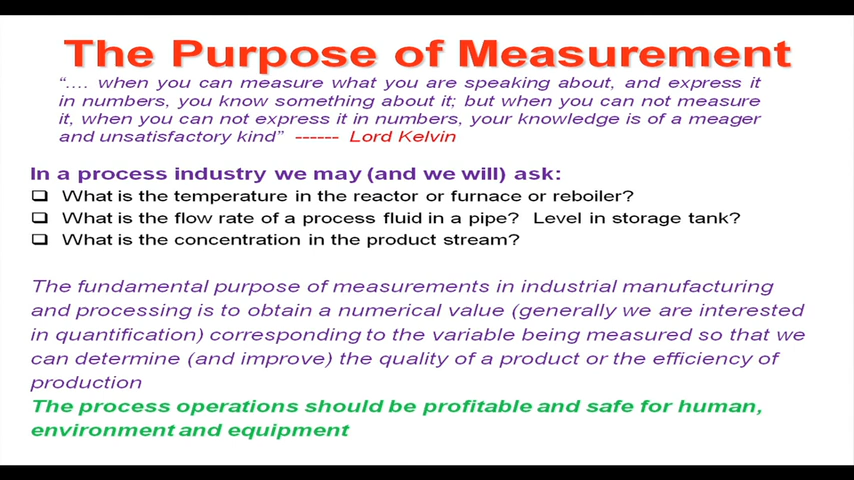 The Purpose of Measurement
“.... when you can measure what you are speaking about, and express it
in numbers, you know something about it; but when you can not measure
it, when you can not express it in numbers, your knowledge is of a meager
and unsatisfactory kind” ------ Lord Kelvin
In a process industry we may (and we will) ask:
❑ What is the temperature in the reactor or furnace or reboiler?
❑ What is the flow rate of a process fluid in a pipe? Level in storage tank?
❑ What is the concentration in the product stream?
The fundamental purpose of measurements in industrial manufacturing
and processing is to obtain a numerical value (generally we are interested
in quantification) corresponding to the variable being measured so that we
can determine (and improve) the quality of a product or the efficiency of
production
The process operations should be profitable and safe for human,
environment and equipment